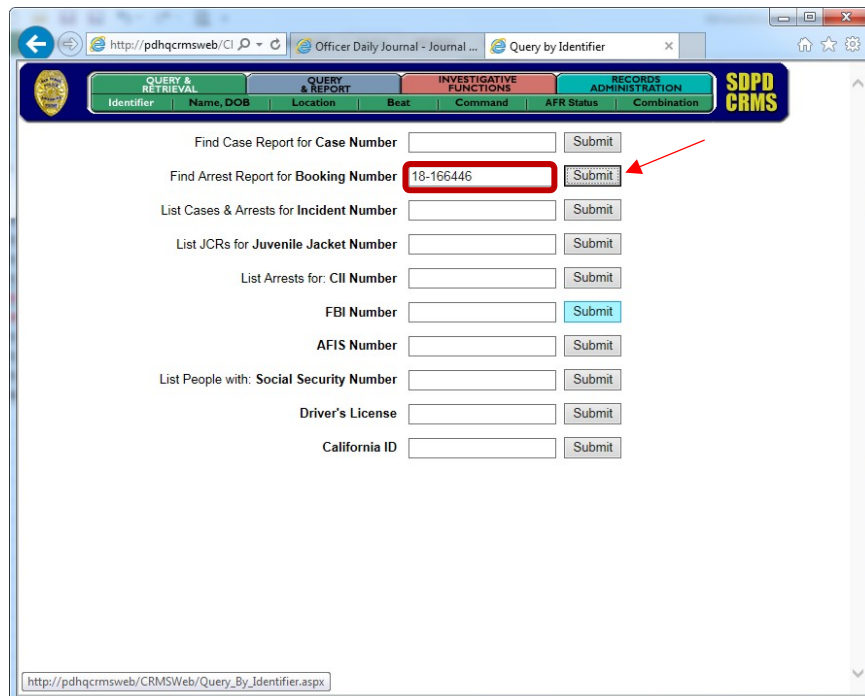 http://pdhqcrmsweb/Cl
Officer Daily Journal - Journal ...
Query by Identifier
QUERY & RETRIEVAL
QUERY & REPORT
INVESTIGATIVE FUNCTIONS
RECORDS ADMINISTRATION
SDPD CRMS
Identifier | Name, DOB | Location | Beat | Command | AFR Status | Combination
Find Case Report for Case Number Submit
Find Arrest Report for Booking Number 18-166446 Submit
List Cases & Arrests for Incident Number Submit
List JCRs for Juvenile Jacket Number Submit
List Arrests for: CII Number Submit
FBI Number Submit
AFIS Number Submit
List People with: Social Security Number Submit
Driver's License Submit
California ID Submit
http://pdhqcrmsweb/CRMSWeb/Query_By_Identifier.aspx